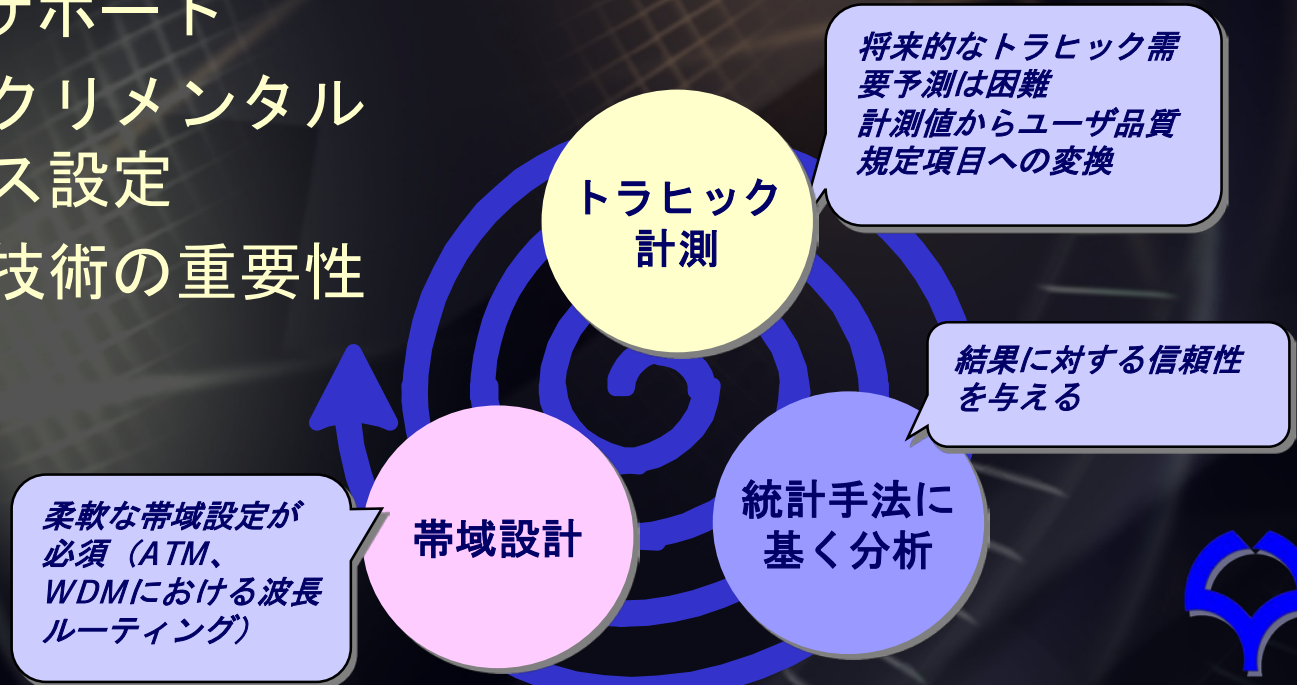 サポート
クリメンタル
ス設定
技術の重要性
将来的なトラヒック需
要予測は困難
計測値からユーザ品質
規定項目への変換
トラヒック
計測
結果に対する信頼性
を与える
統計手法に
基く分析
帯域設計
柔軟な帯域設定が
必須（ATM、
WDMにおける波長
ルーティング）